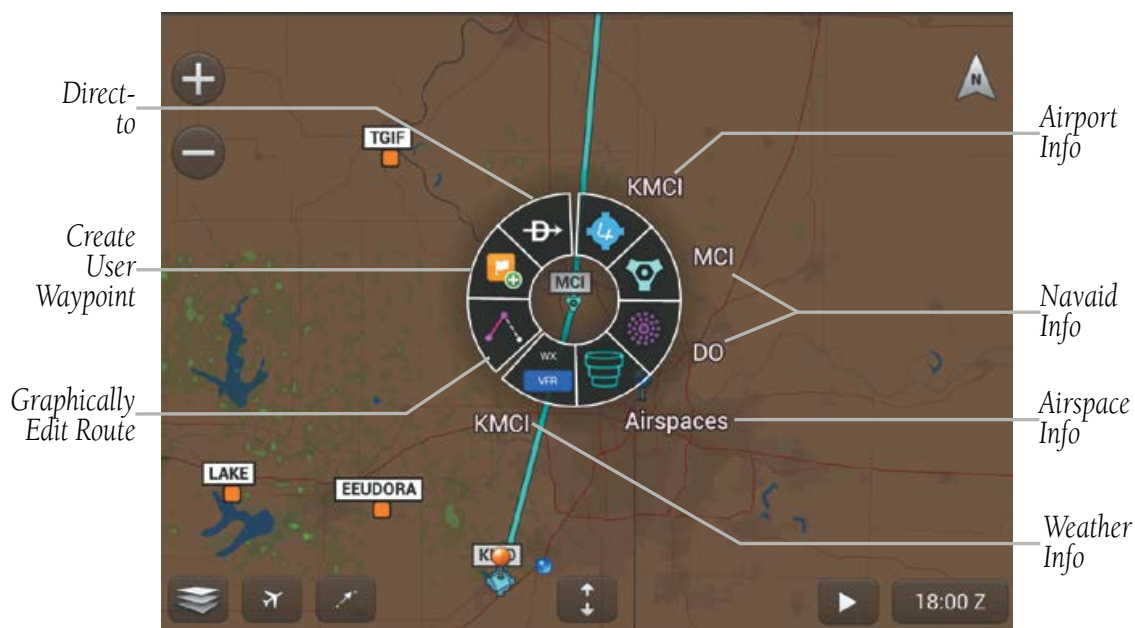 Direct-
to
Create
User
Waypoint
Graphically
Edit Route
N
TGIF
KMCI
MCI
MCI
DO
WX
VFR
KMCI
Airspaces
LAKE
EEUDORA
18:00 Z
Airport
Info
Navaid
Info
Airspace
Info
Weather
Info